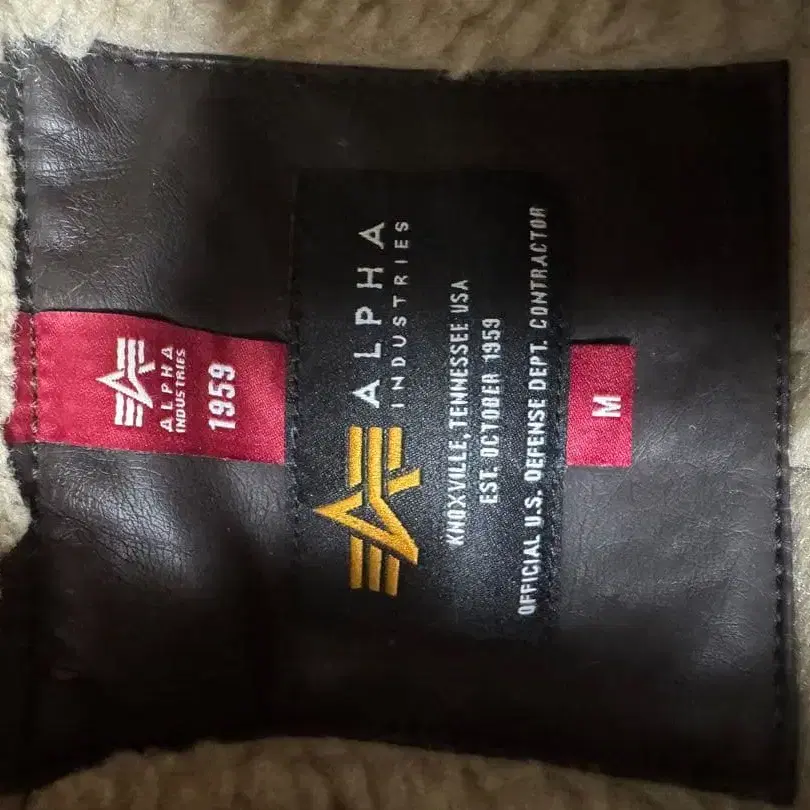 ALPHA
INDUSTRIES
1959
ALPHA
INDUSTRIES
KNOXVILLE, TENNESSEE USA
EST. OCTOBER 1959
OFFICIAL U.S. DEFENSE DEPT. CONTRACTOR
M